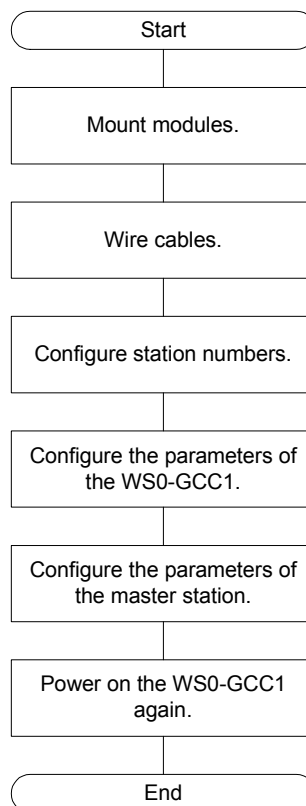 Start
Mount modules.
Wire cables.
Configure station numbers.
Configure the parameters of
the WS0-GCC1.
Configure the parameters of
the master station.
Power on the WS0-GCC1
again.
End